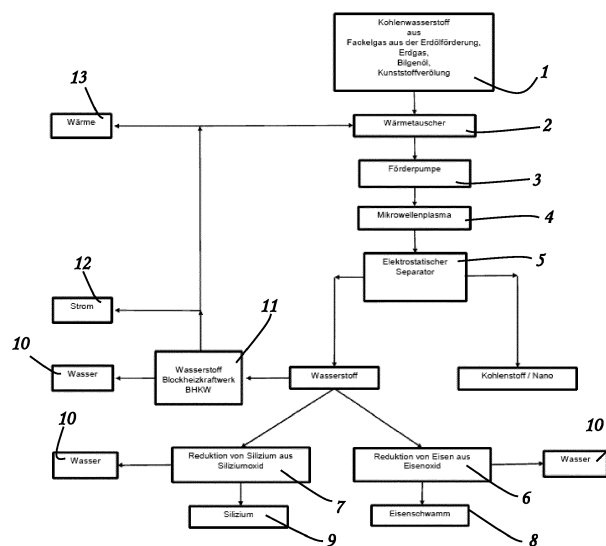 Kohlenwasserstoff
aus
Fackelgas aus der Erdölförderung,
Erdgas,
Bilgenöl,
Kunststoffverölung
1
13
Wärme
Wärmetauscher
2
Förderpumpe
3
Mikrowellenplasma
4
Elektrostatischer
Separator
5
12
Strom
11
10
Wasser
Wasserstoff
Blockheizkraftwerk
BHKW
Wasserstoff
Kohlenstoff / Nano
10
Wasser
Reduktion von Silizium aus
Siliziumoxid
7
Reduktion von Eisen aus
Eisenoxid
6
10
Wasser
Silizium
9
Eisenschwamm
8